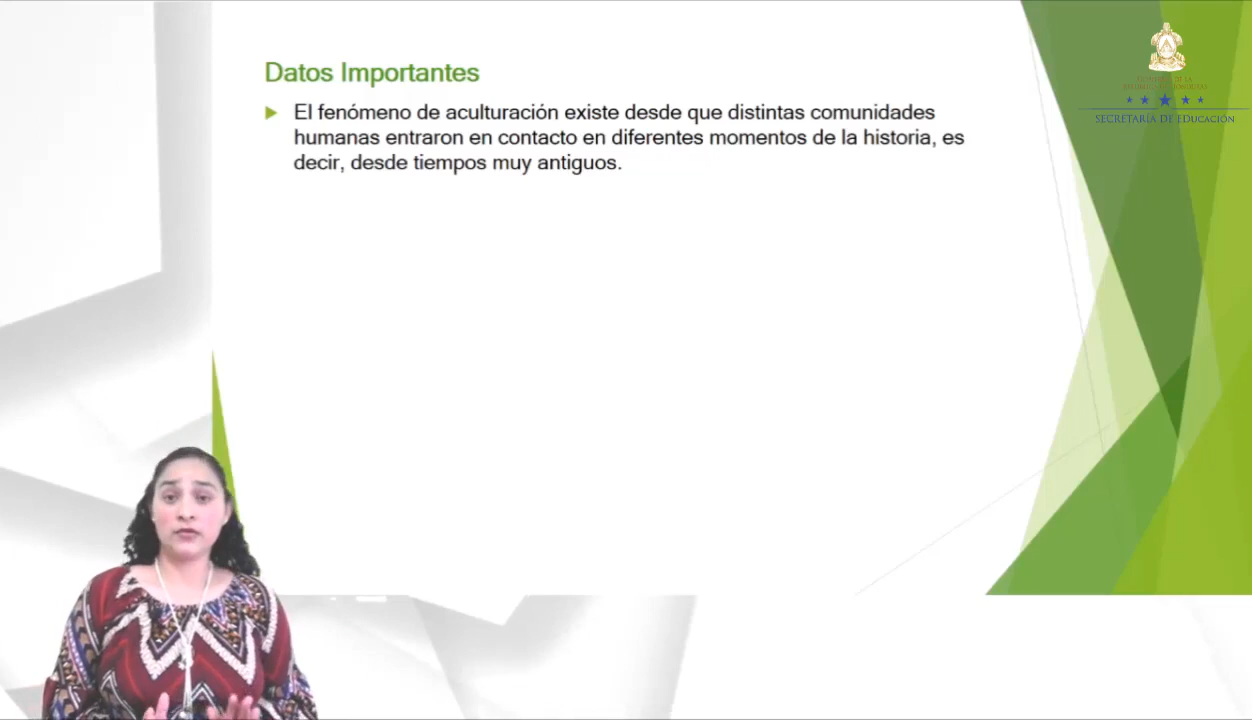 Datos Importantes
El fenómeno de aculturación existe desde que distintas comunidades
humanas entraron en contacto en diferentes momentos de la historia, es
decir, desde tiempos muy antiguos.
SECRETARÍA DE EDUCACIÓN